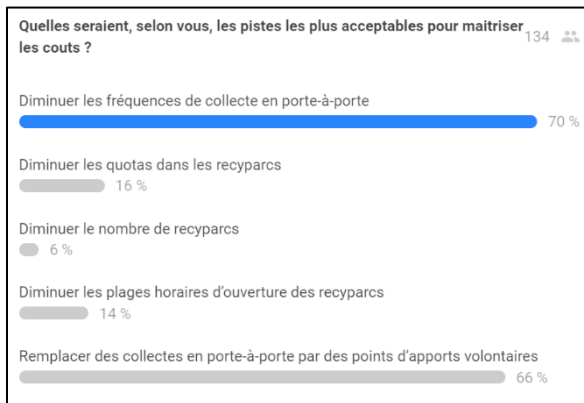 Quelles seraient, selon vous, les pistes les plus acceptables pour maitriser
les couts ?
134
Diminuer les fréquences de collecte en porte-à-porte
70 %
Diminuer les quotas dans les recyparcs
16 %
Diminuer le nombre de recyparcs
6 %
Diminuer les plages horaires d'ouverture des recyparcs
14 %
Remplacer des collectes en porte-à-porte par des points d'apports volontaires
66 %